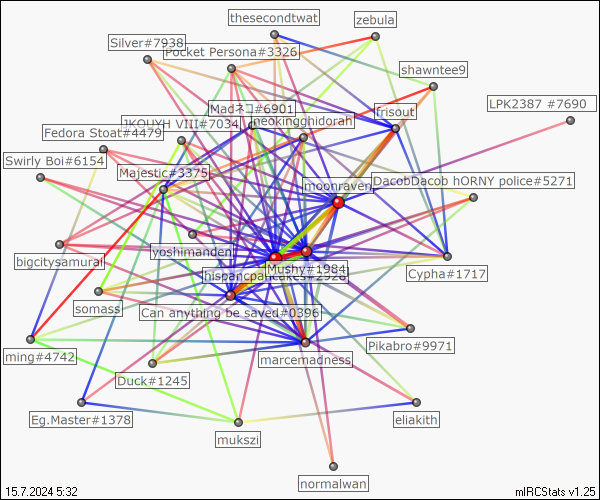 thesecondtwat
zebula
Silver#7938
Pocket Persona#3326
shawntee9
LPK2387 #7690
Madネコ#6901
frisout
JKOUYH VIII#7034
neokingghidorah
Fedora Stoat#4479
Swirly Boi#6154
Majestic#3375
DacobDacob hORNY police#5271
moonraven
yoshimanden
bigcitysamurai
Mushy#1984
Cypha#1717
hispancpancakes#2926
somass
Can anything be saved#0396
ming#4742
Pikabro#9971
marcemadness
Duck#1245
Eg.Master#1378
eliakith
mukszi
normalwan
15.7.2024 5:32
mIRCStats v1.25